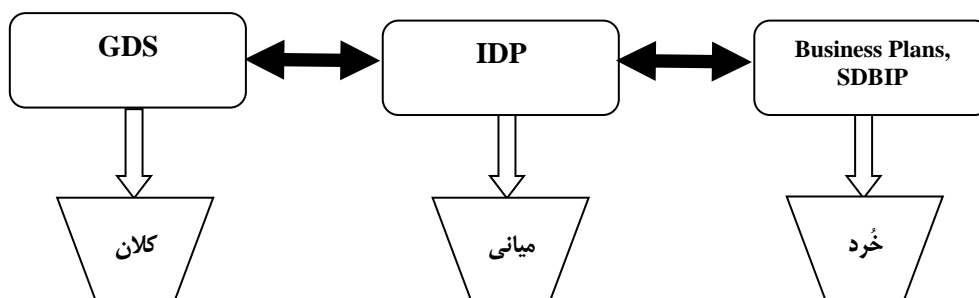 GDS
IDP
Business Plans,
SDBIP
کلان
میانی
خُرد